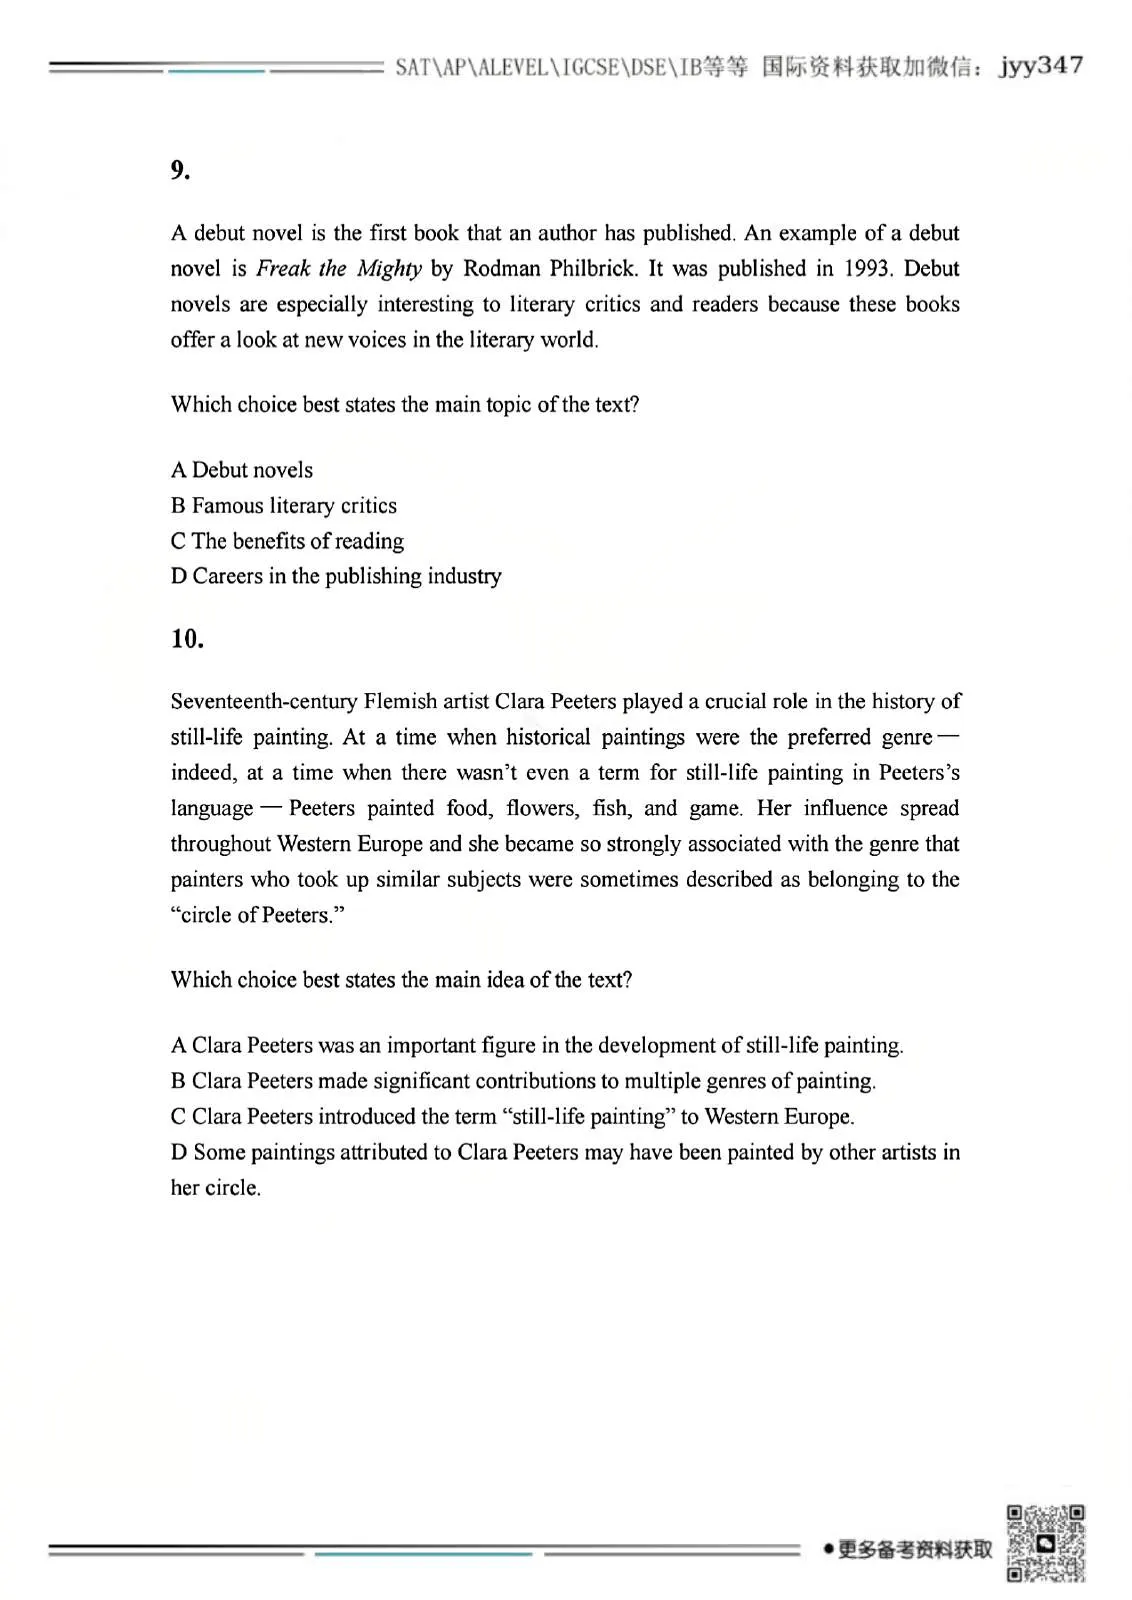 SAT\AP\ALEVEL\IGCSE\DSE\IB等等 国际资料获取加微信：jyy347
9.
A debut novel is the first book that an author has published. An example of a debut
novel is Freak the Mighty by Rodman Philbrick. It was published in 1993. Debut
novels are especially interesting to literary critics and readers because these books
offer a look at new voices in the literary world.
Which choice best states the main topic of the text?
A Debut novels
B Famous literary critics
C The benefits of reading
D Careers in the publishing industry
10.
Seventeenth-century Flemish artist Clara Peeters played a crucial role in the history of
still-life painting. At a time when historical paintings were the preferred genre—
indeed, at a time when there wasn’t even a term for still-life painting in Peeters’s
language — Peeters painted food, flowers, fish, and game. Her influence spread
throughout Western Europe and she became so strongly associated with the genre that
painters who took up similar subjects were sometimes described as belonging to the
“circle of Peeters.”
Which choice best states the main idea of the text?
A Clara Peeters was an important figure in the development of still-life painting.
B Clara Peeters made significant contributions to multiple genres of painting.
C Clara Peeters introduced the term “still-life painting” to Western Europe.
D Some paintings attributed to Clara Peeters may have been painted by other artists in
her circle.
•更多备考资料获取